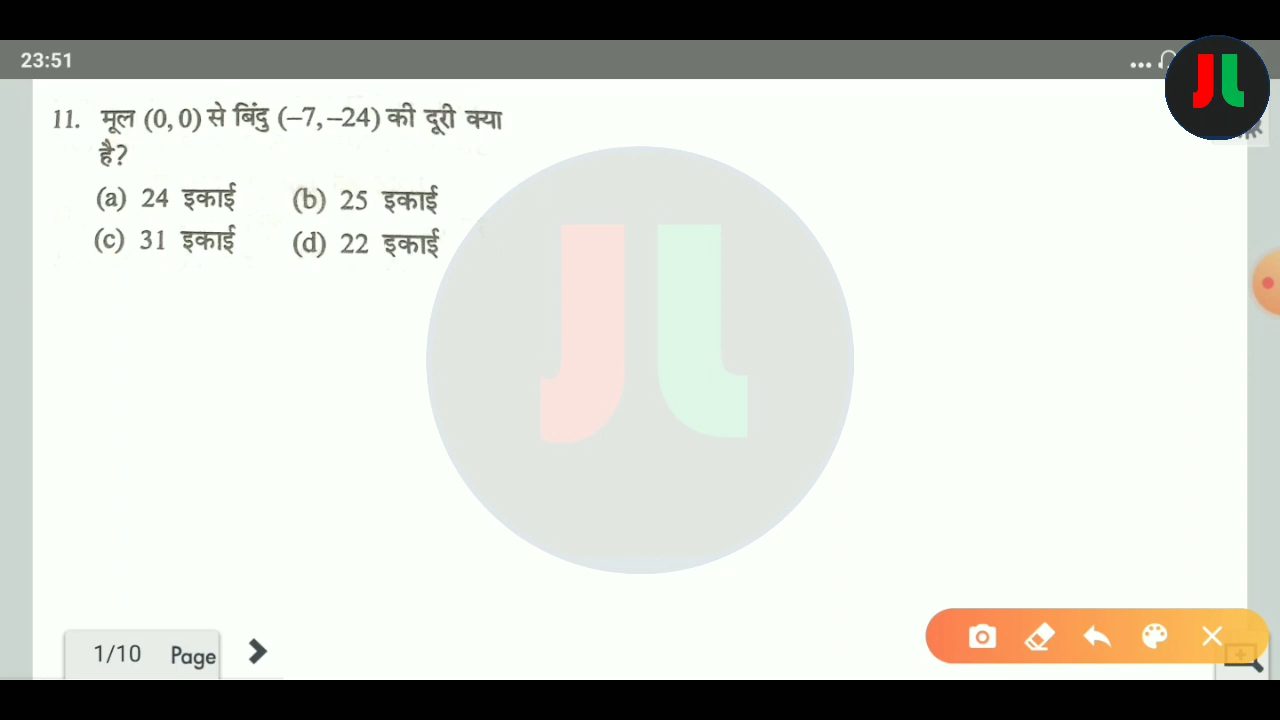 23:51
11. मूल (0, 0) से बिंदु (–7, –24) की दूरी क्या
है?
(a) 24 इकाई (b) 25 इकाई
(c) 31 इकाई (d) 22 इकाई
1/10 Page